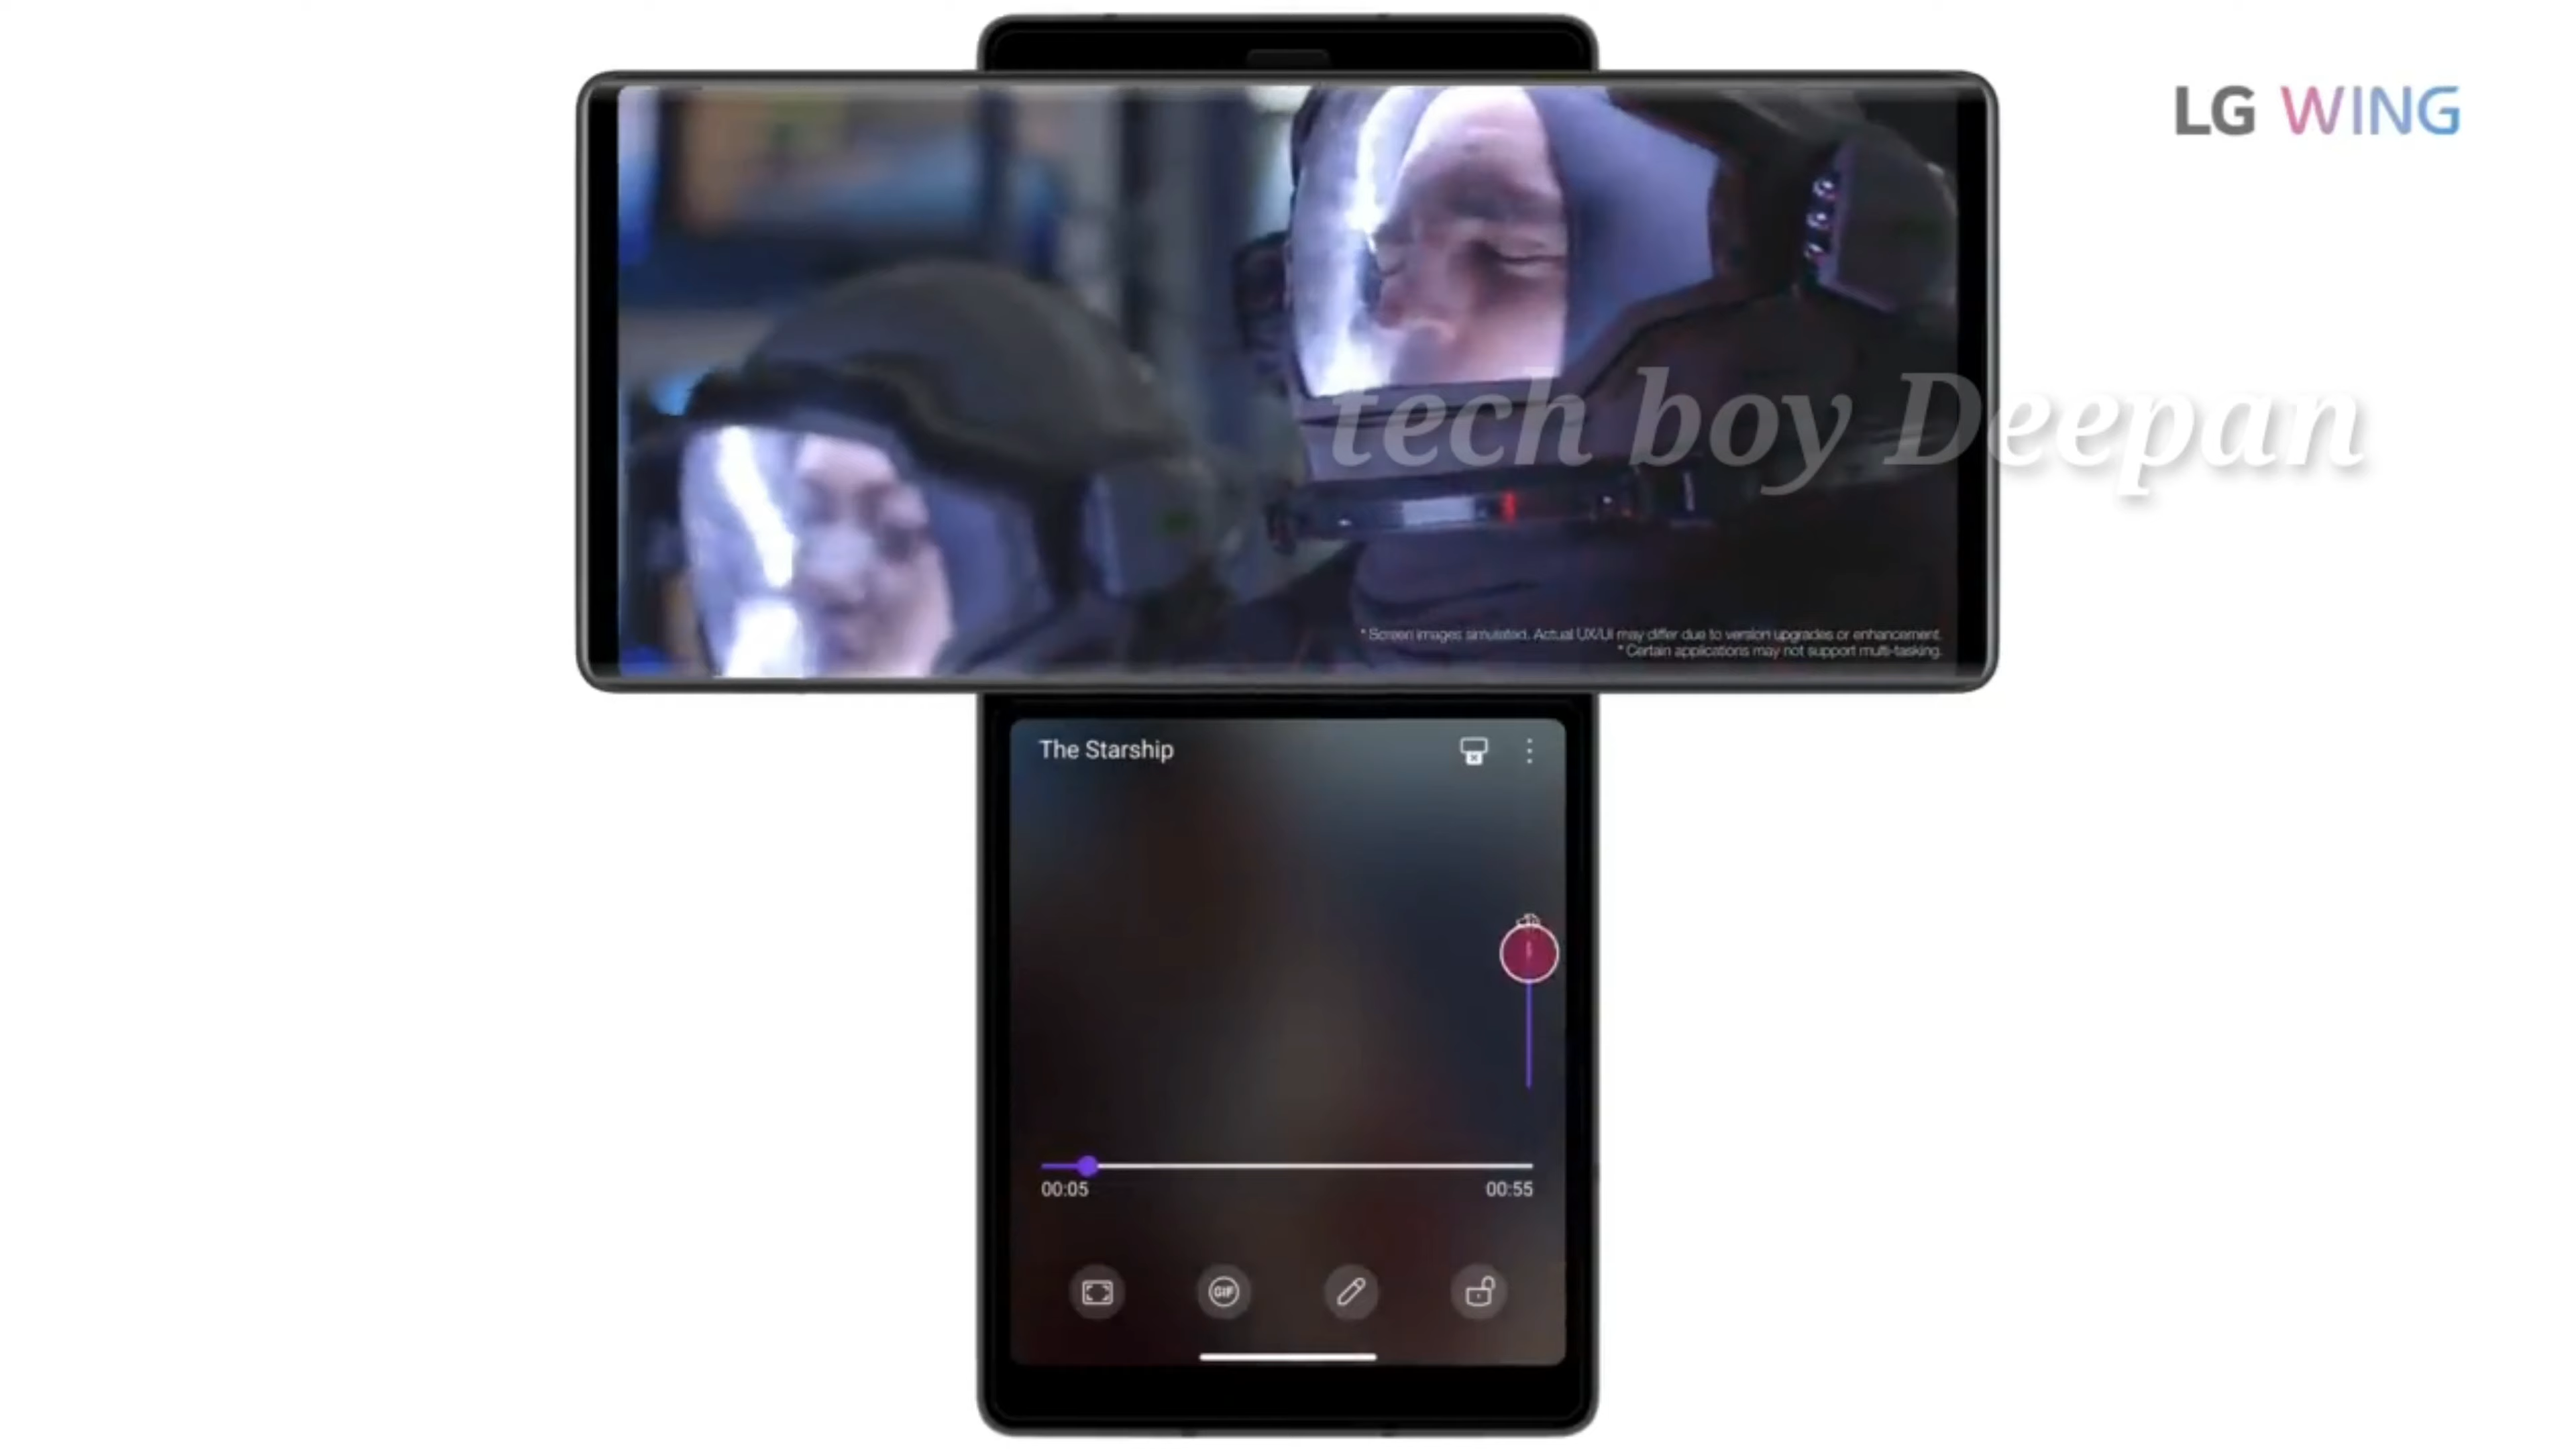 LG WING
tech boy Deepan
* Screen images simulated. Actual UX/UI may differ due to version upgrades or enhancement.
* Certain applications may not support multi-tasking.
The Starship
00:05
00:55
GIF